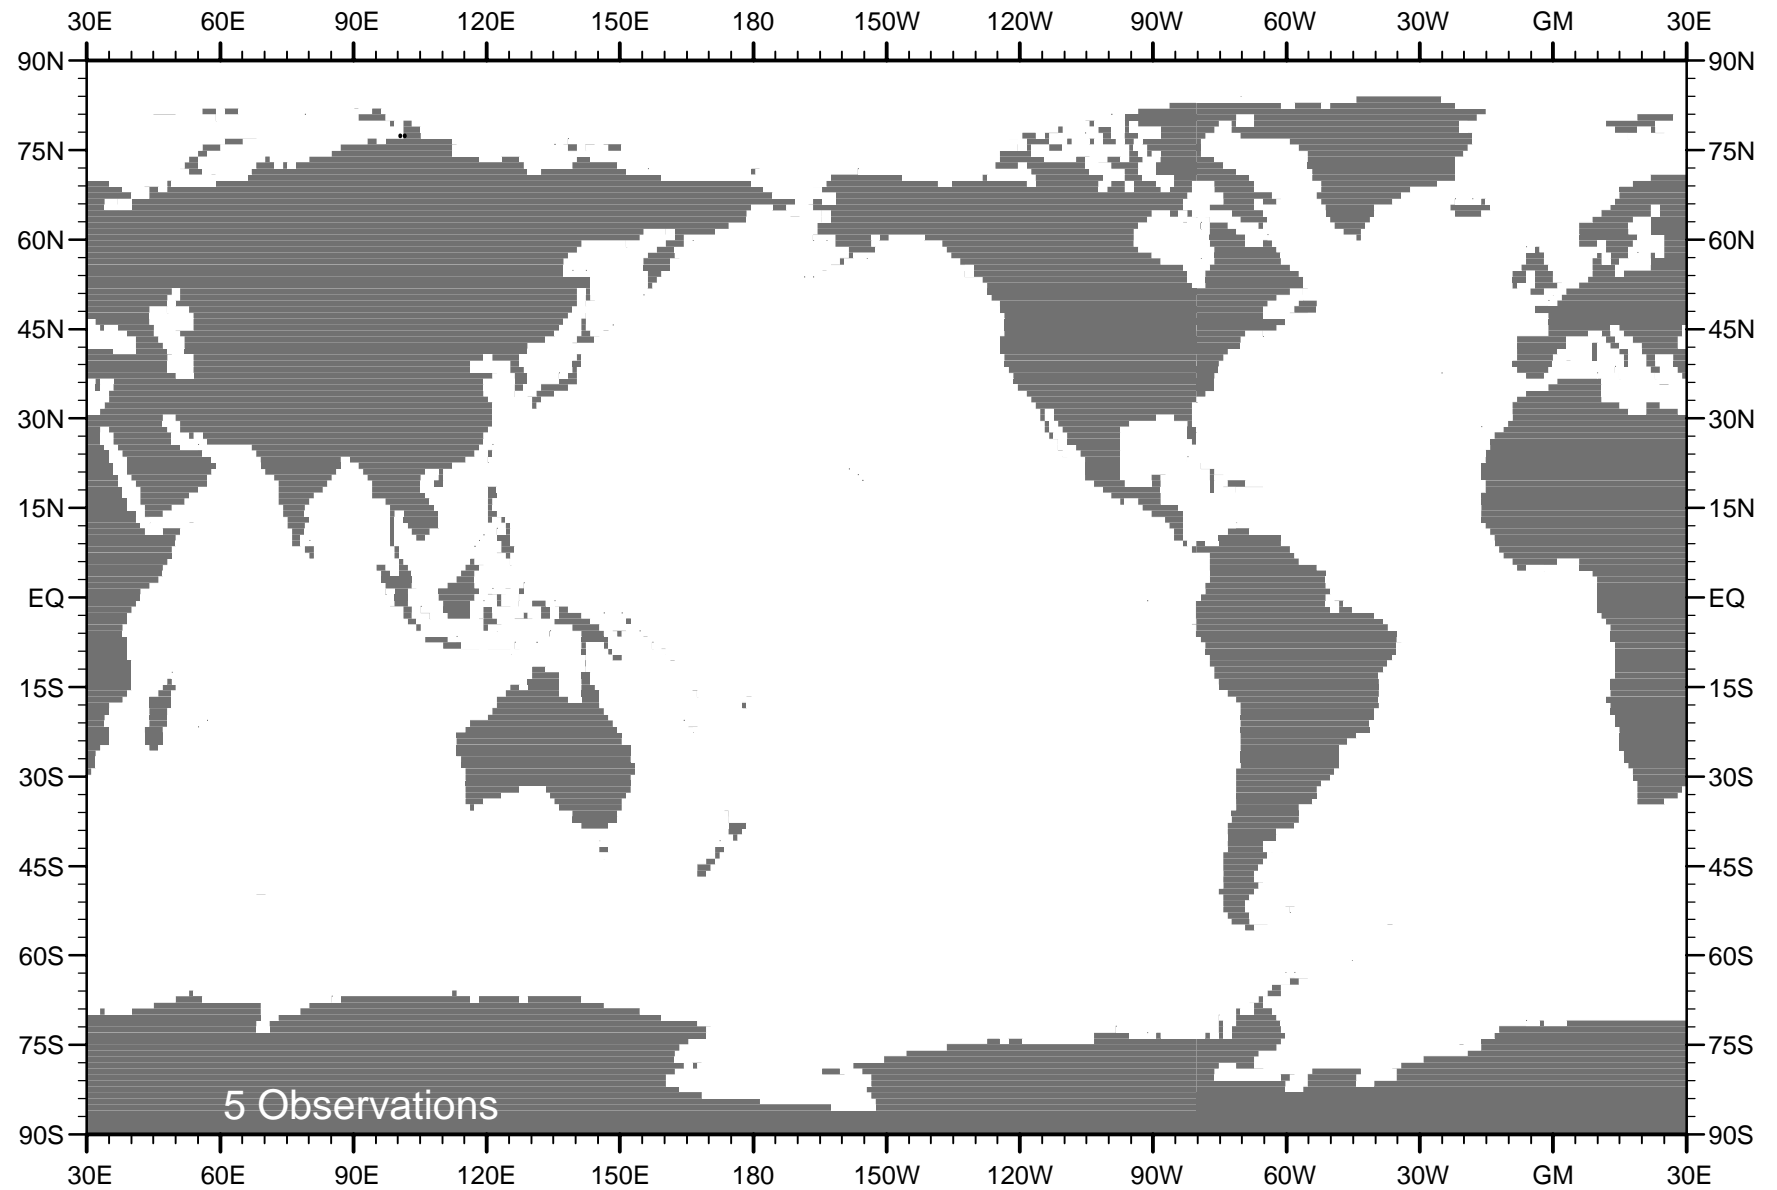 30E 60E 90E 120E 150E 180 150W 120W 90W 60W 30W GM 30E
90N 90N
75N 75N
60N 60N
45N 45N
30N 30N
15N 15N
EQ EQ
15S 15S
30S 30S
45S 45S
60S 60S
75S 75S
5 Observations
90S 90S
30E 60E 90E 120E 150E 180 150W 120W 90W 60W 30W GM 30E